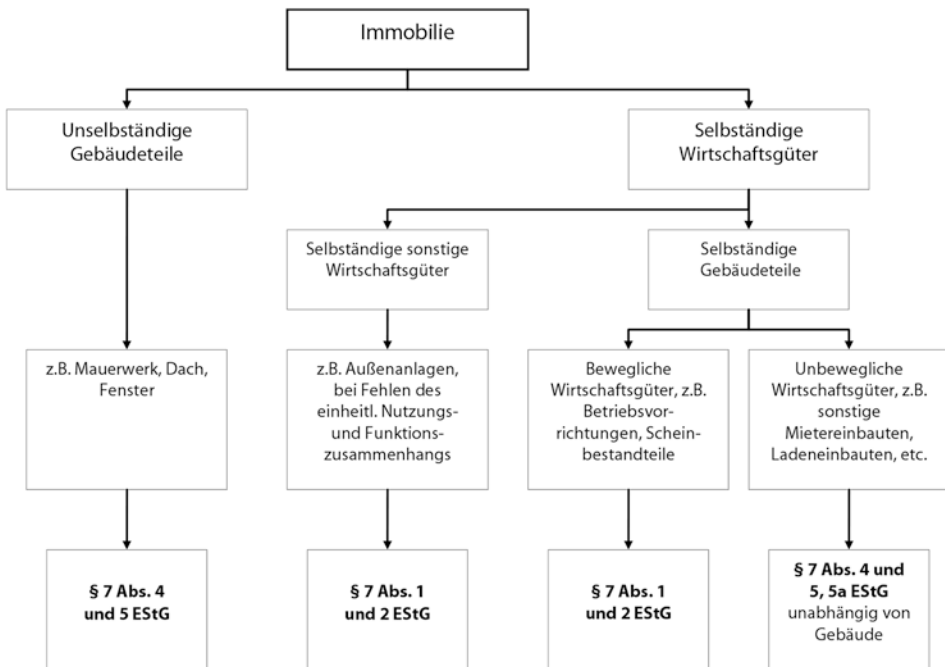 Immobilie
Unselbständige
Gebäudeteile
Selbständige
Wirtschaftsgüter
Selbständige sonstige
Wirtschaftsgüter
Selbständige
Gebäudeteile
z.B. Mauerwerk, Dach,
Fenster
z.B. Außenanlagen,
bei Fehlen des
einheitl. Nutzungs-
und Funktions-
zusammenhangs
Bewegliche
Wirtschaftsgüter, z.B.
Betriebsvor-
richtungen, Schein-
bestandteile
Unbewegliche
Wirtschaftsgüter, z.B.
sonstige
Mietereinbauten,
Ladeneinbauten, etc.
§ 7 Abs. 4
und 5 EStG
§ 7 Abs. 1
und 2 EStG
§ 7 Abs. 1
und 2 EStG
§ 7 Abs. 4 und
5, 5a EStG
unabhängig von
Gebäude